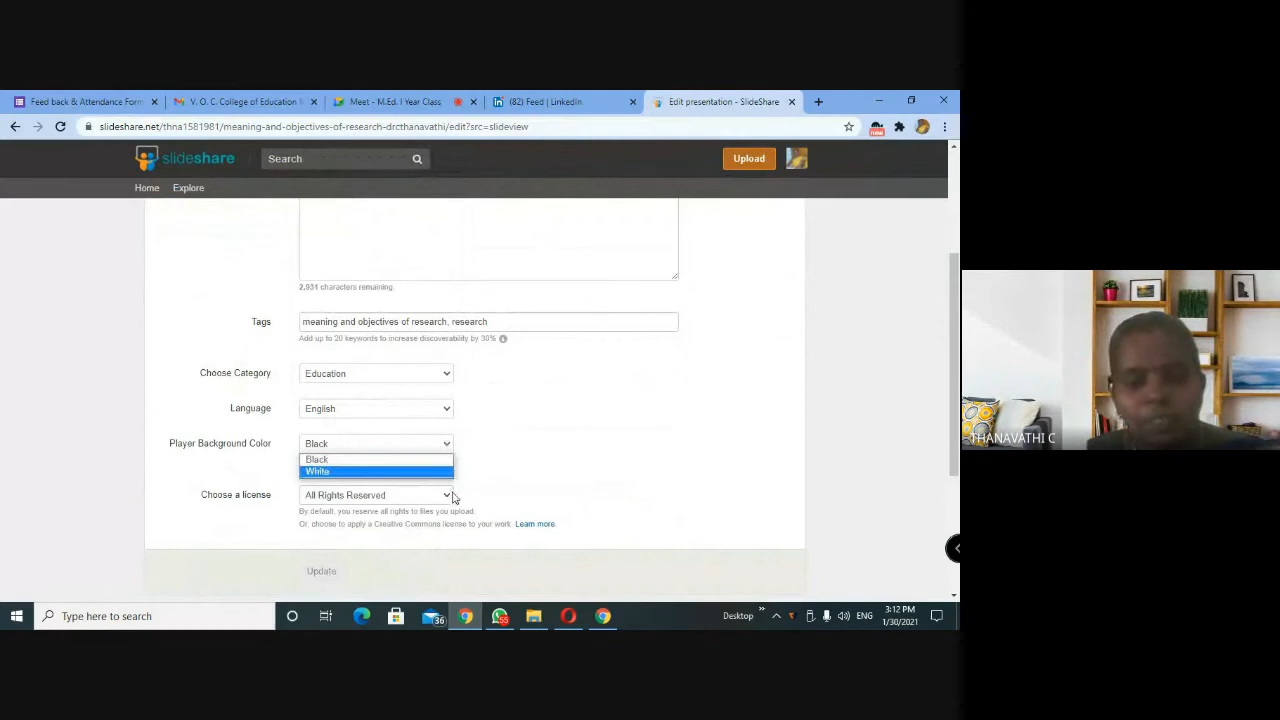 Feed back & Attendance Form
V. O. C. College of Education M
Meet - M.Ed. I Year Class
(82) Feed | LinkedIn
Edit presentation - SlideShare
slideshare.net/thna1581981/meaning-and-objectives-of-research-drcthanavathi/edit?src=slideview
new
slideshare
Search
Upload
Home
Explore
2,931 characters remaining.
Tags
meaning and objectives of research, research
Add up to 20 keywords to increase discoverability by 30%
Choose Category
Education
Language
English
Player Background Color
Black
Black
White
Choose a license
All Rights Reserved
By default, you reserve all rights to files you upload.
Or, choose to apply a Creative Commons license to your work. Learn more.
Update
THANAVATHI C
Type here to search
36
55
Desktop
ENG
3:12 PM
1/30/2021